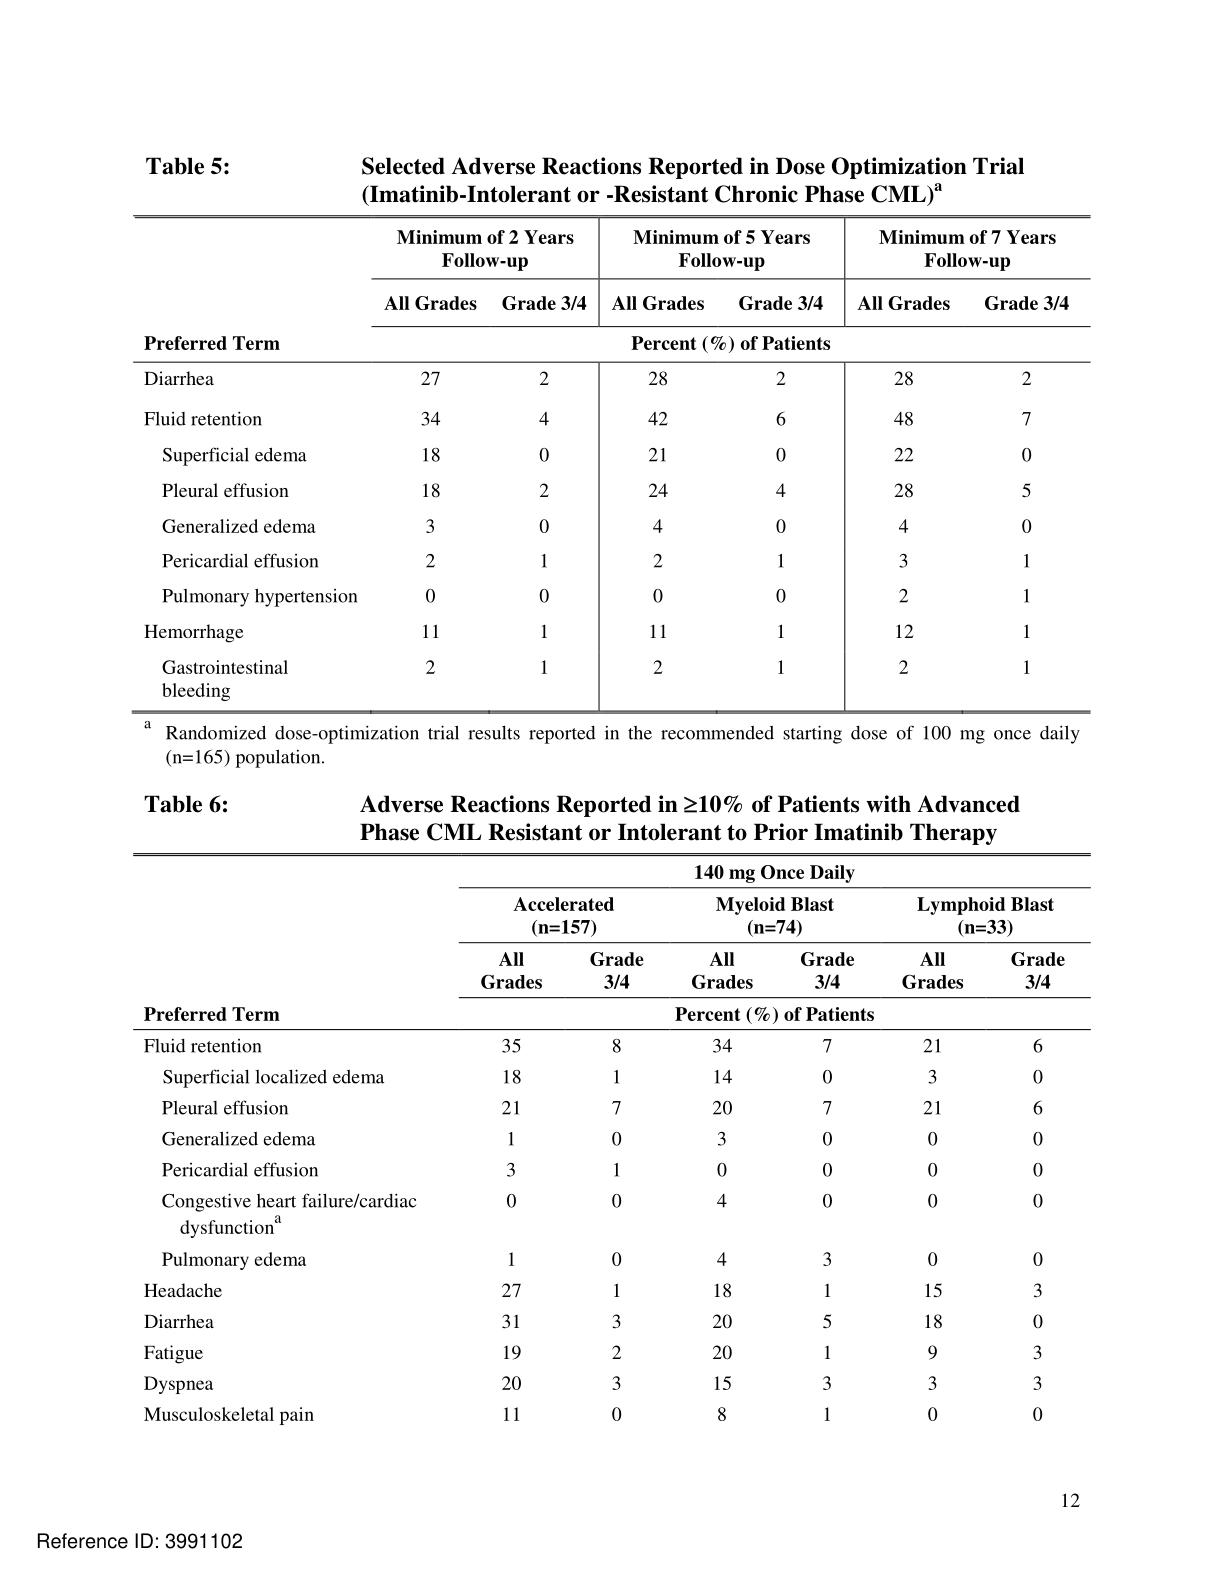 Table 5: Selected Adverse Reactions Reported in Dose Optimization Trial
(Imatinib-Intolerant or -Resistant Chronic Phase CML)a
Minimum of 2 Years Follow-up Minimum of 5 Years Follow-up Minimum of 7 Years Follow-up
All Grades Grade 3/4 All Grades Grade 3/4 All Grades Grade 3/4
Preferred Term Percent (%) of Patients
Diarrhea 27 2 28 2 28 2
Fluid retention 34 4 42 6 48 7
Superficial edema 18 0 21 0 22 0
Pleural effusion 18 2 24 4 28 5
Generalized edema 3 0 4 0 4 0
Pericardial effusion 2 1 2 1 3 1
Pulmonary hypertension 0 0 0 0 2 1
Hemorrhage 11 1 11 1 12 1
Gastrointestinal 2 1 2 1 2 1
bleeding
a Randomized dose-optimization trial results reported in the recommended starting dose of 100 mg once daily
(n=165) population.
Table 6: Adverse Reactions Reported in ≥10% of Patients with Advanced
Phase CML Resistant or Intolerant to Prior Imatinib Therapy
140 mg Once Daily
Accelerated (n=157) Myeloid Blast (n=74) Lymphoid Blast (n=33)
All Grades Grade 3/4 All Grades Grade 3/4 All Grades Grade 3/4
Preferred Term Percent (%) of Patients
Fluid retention 35 8 34 7 21 6
Superficial localized edema 18 1 14 0 3 0
Pleural effusion 21 7 20 7 21 6
Generalized edema 1 0 3 0 0 0
Pericardial effusion 3 1 0 0 0 0
Congestive heart failure/cardiac 0 0 4 0 0 0
dysfunctiona
Pulmonary edema 1 0 4 3 0 0
Headache 27 1 18 1 15 3
Diarrhea 31 3 20 5 18 0
Fatigue 19 2 20 1 9 3
Dyspnea 20 3 15 3 3 3
Musculoskeletal pain 11 0 8 1 0 0
12
Reference ID: 3991102